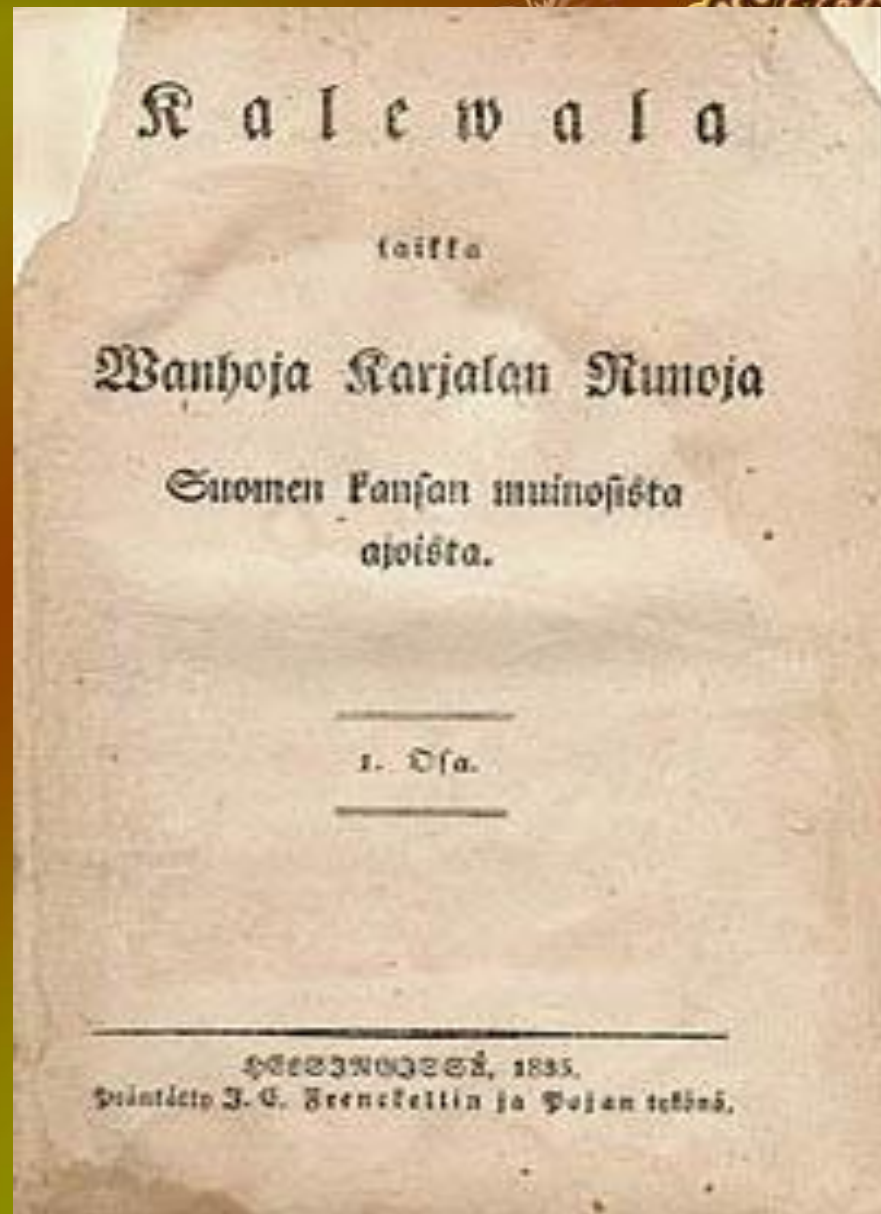 Kalewala
taikka
Wanhoja Karjalan Runoja
Suomen kansan muinosista
ajoista.
1. Osa.
HELSINGISSÄ, 1835.
Präntätty J. C. Frenckellin ja Pojan tykönä.